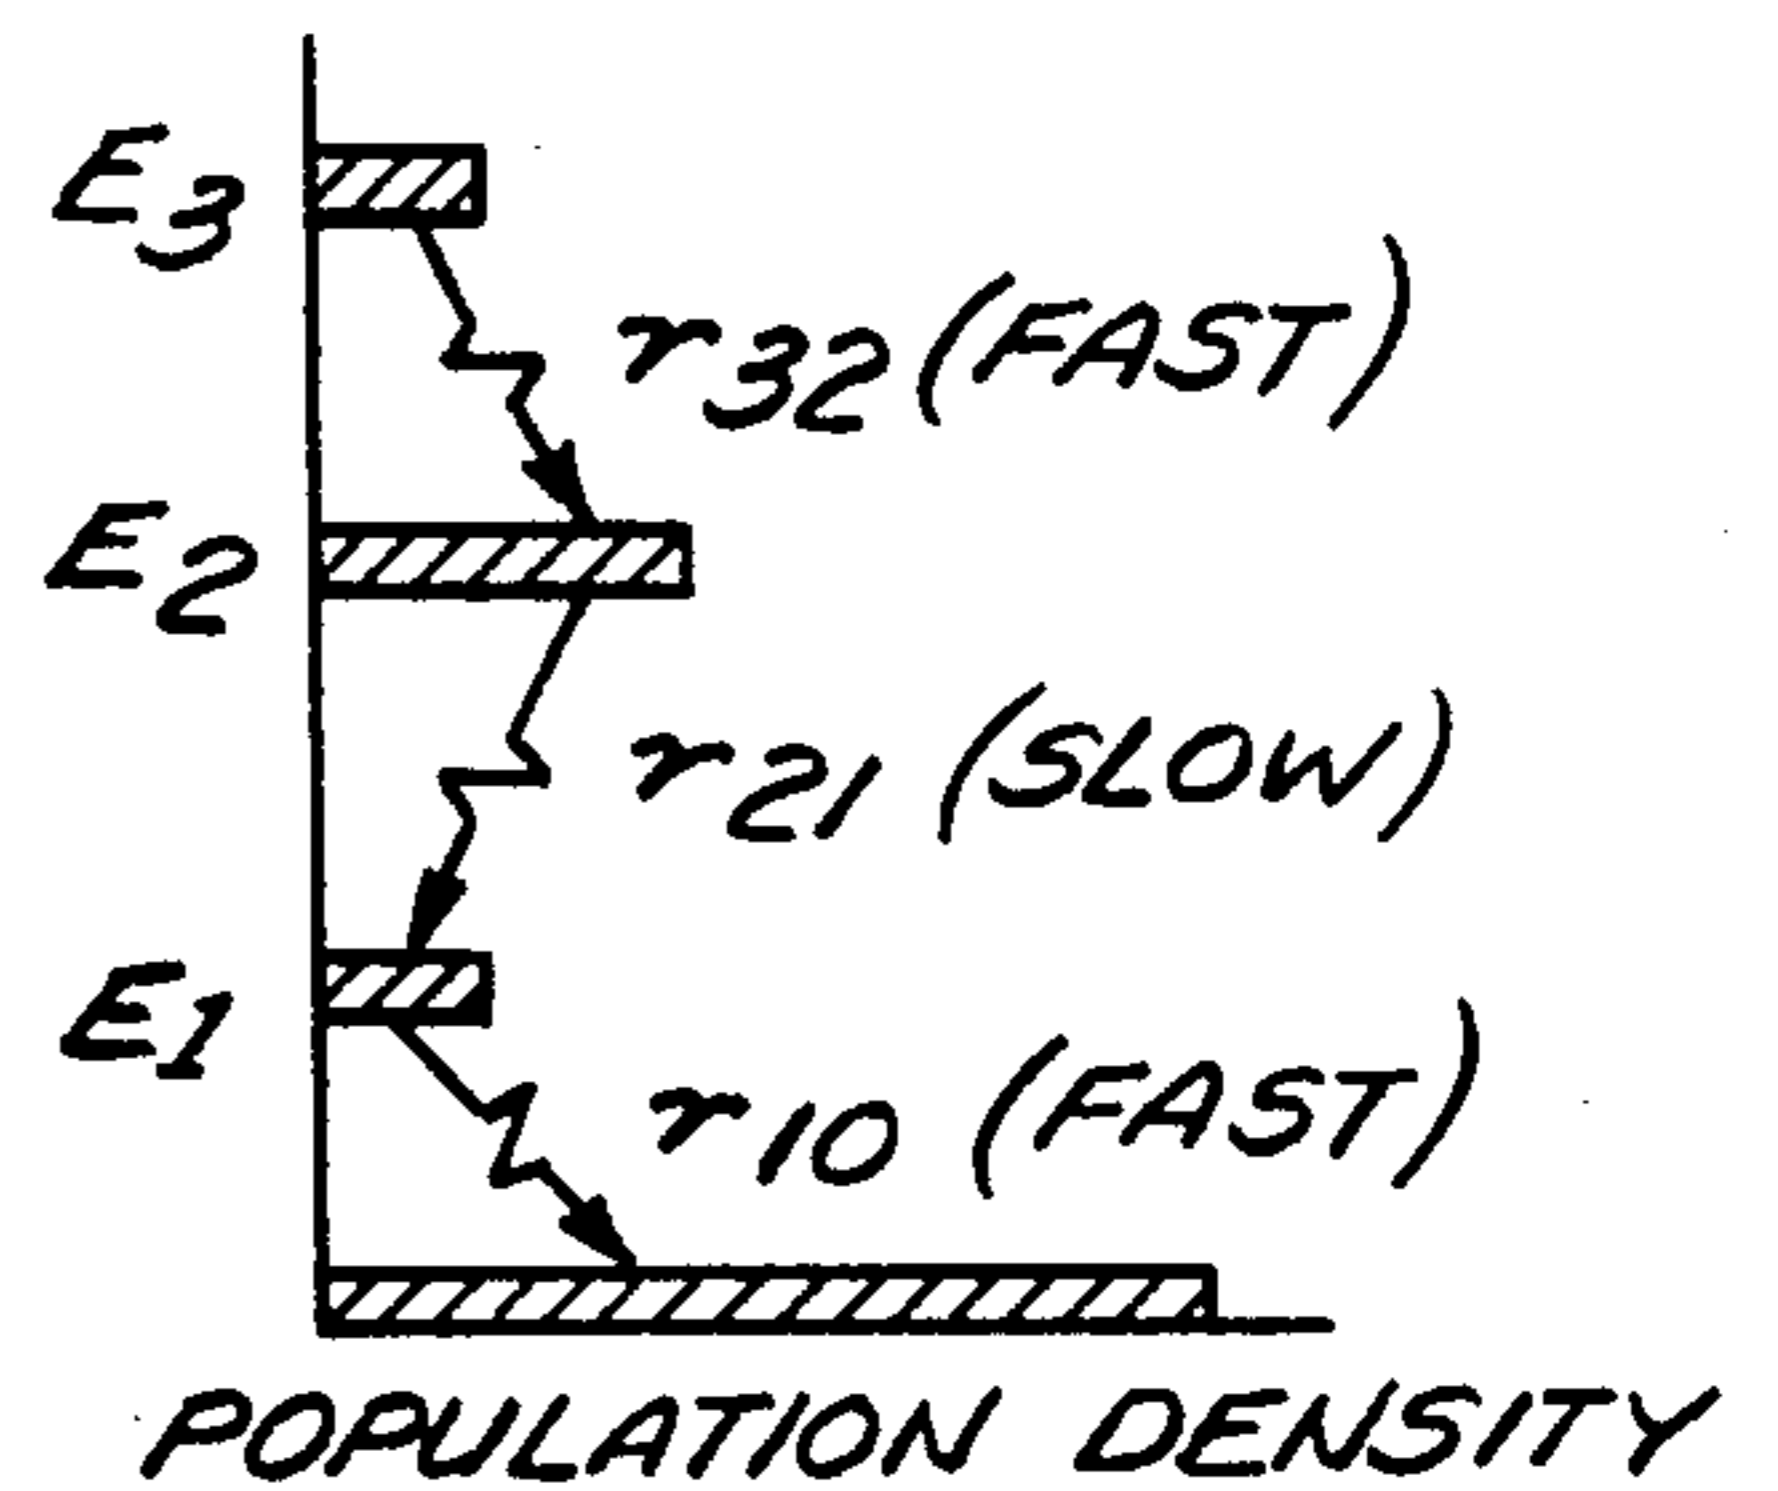 E3
r32 (FAST)
E2
r21 (SLOW)
E1
r10 (FAST)
POPULATION DENSITY